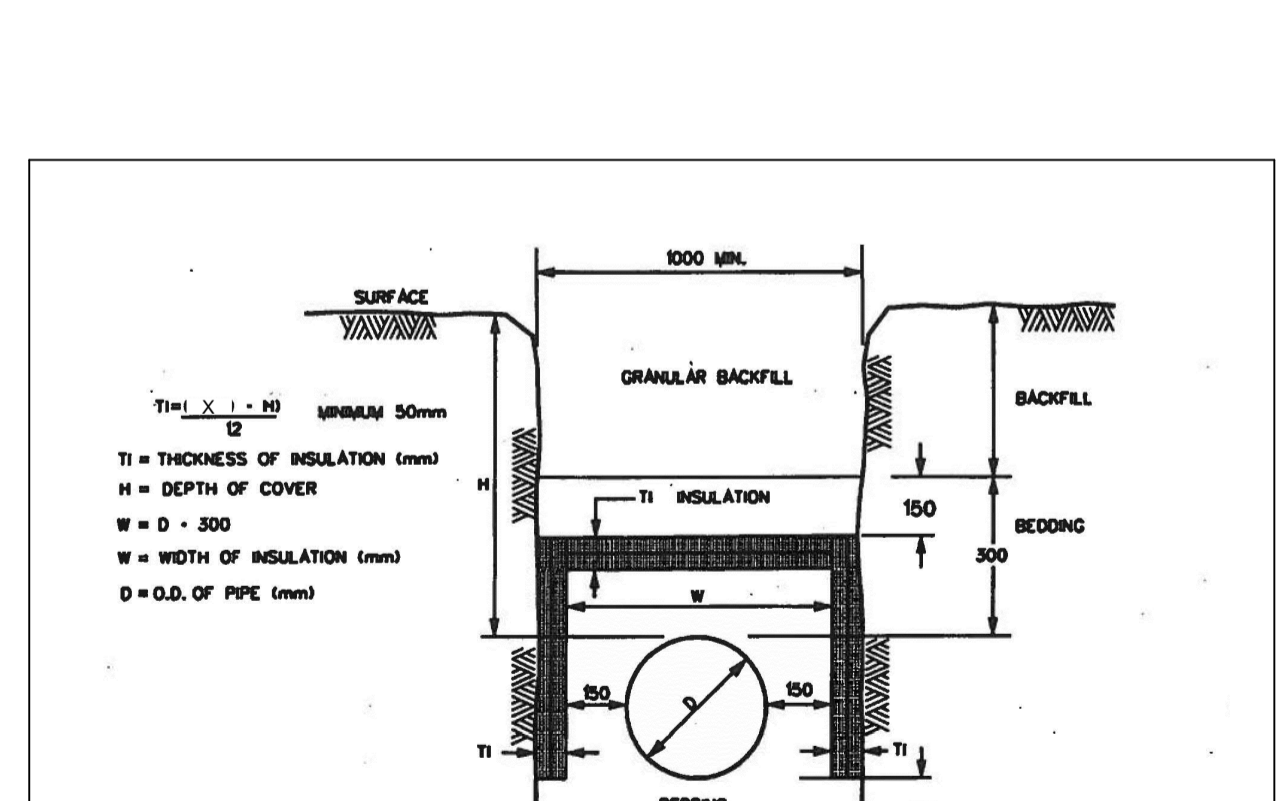 1000 MIN.
SURFACE
GRANULAR BACKFILL
BACKFILL
TI=( X ) - H)
12
MINIMUM 50mm
TI = THICKNESS OF INSULATION (mm)
H = DEPTH OF COVER
W = D + 300
W = WIDTH OF INSULATION (mm)
D = O.D. OF PIPE (mm)
H
TI INSULATION
150
BEDDING
300
W
150
D
150
TI
TI